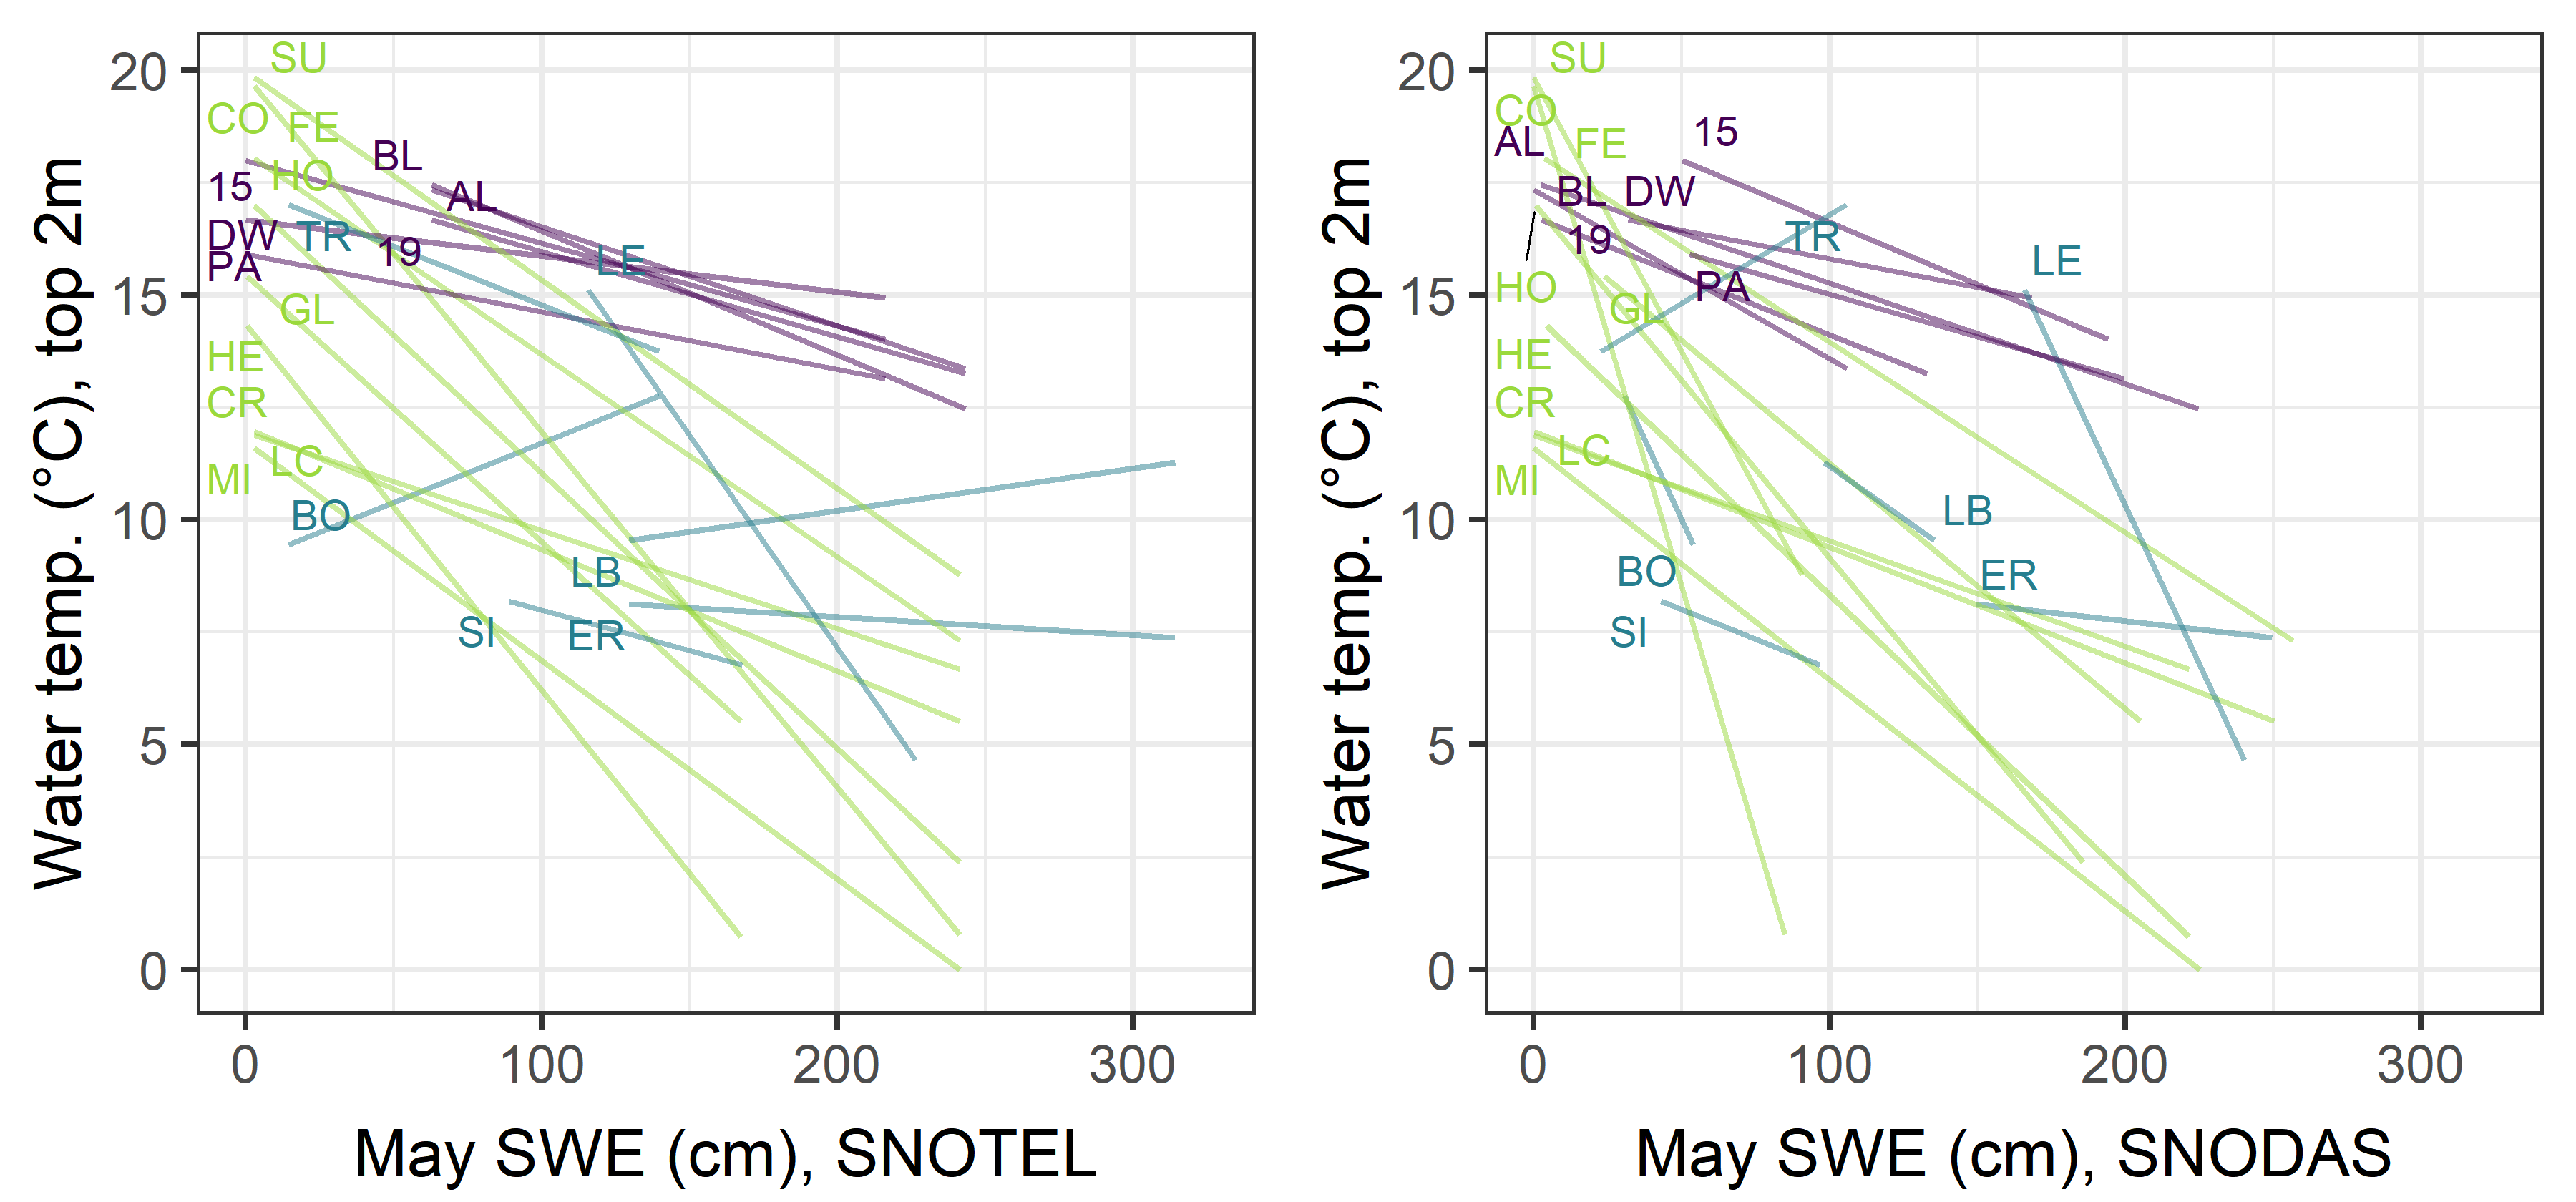 SU
CO FE
BL
HO
15
AL
DW TR 19
PA
LE
GL
HE
CR
LC
MI
BO
LB
SI ER
20
15
10
5
0
0 100 200 300
Water temp. (°C), top 2m
May SWE (cm), SNOTEL
SU
CO
15
AL FE
BL DW
19 TR
LE
HO PA
GL
HE
CR
LC
MI
LB
BO ER
SI
20
15
10
5
0
0 100 200 300
Water temp. (°C), top 2m
May SWE (cm), SNODAS